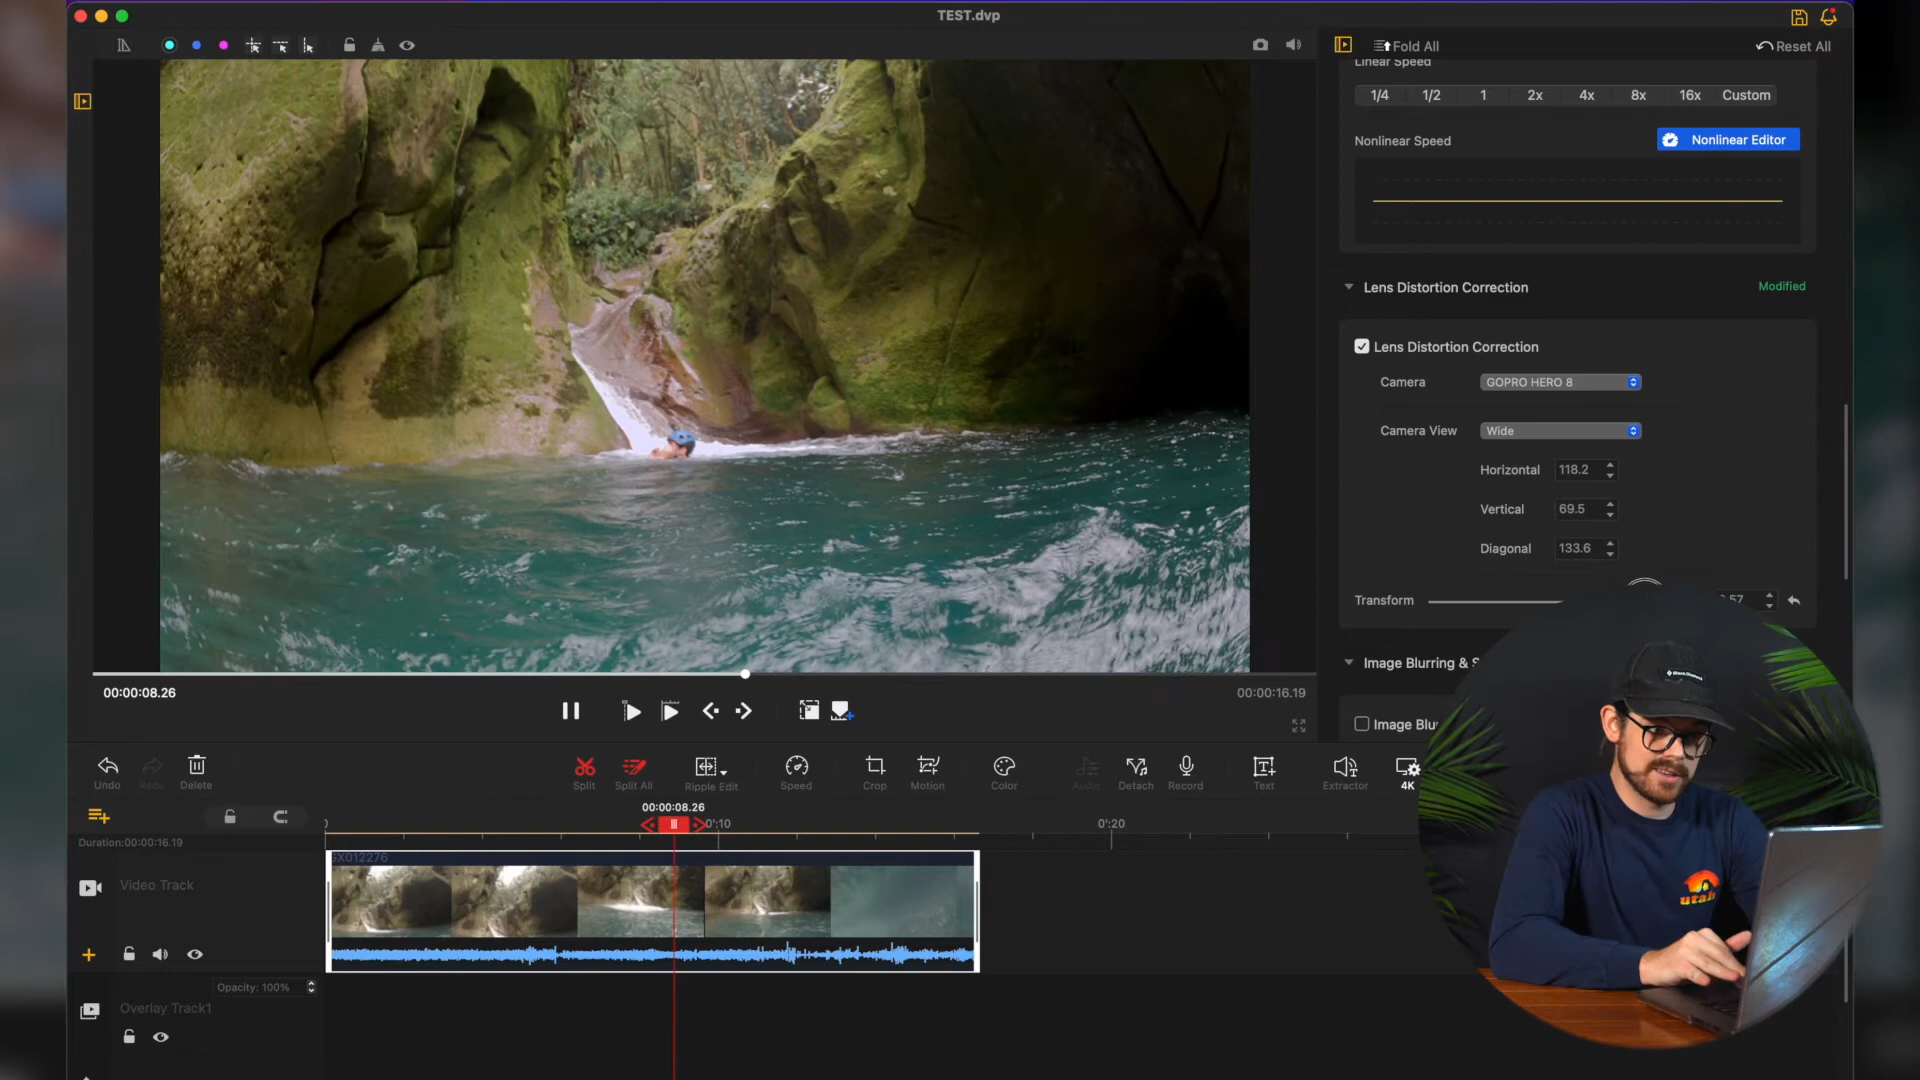 TEST.dvp
Fold All
Reset All
Linear Speed
1/4 1/2 1 2x 4x 8x 16x Custom
Nonlinear Speed
Nonlinear Editor
Lens Distortion Correction
Modified
Lens Distortion Correction
Camera
GOPRO HERO 8
Camera View
Wide
Horizontal
118.2
Vertical
69.5
Diagonal
133.6
Transform
Image Blurring &
Image Blu
00:00:08.26
00:00:16.19
Undo
Redo
Delete
Split
Split All
Ripple Edit
Speed
Crop
Motion
Color
Audio
Detach
Record
Text
Extractor
4K
00:00:08.26
0':10
0':20
Duration:00:00:16.19
X012276
Video Track
Opacity: 100%
Overlay Track1
utah